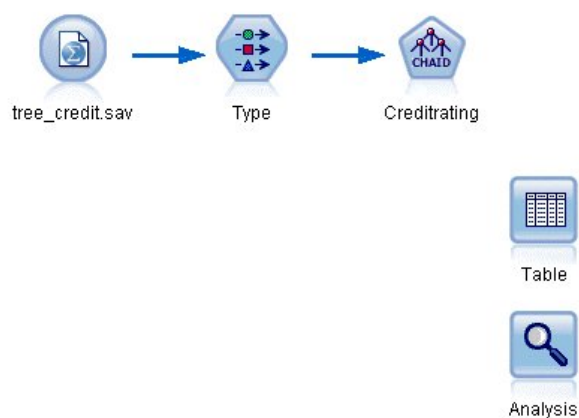 CHAID
tree_credit.sav
Type
Creditrating
Table
Analysis